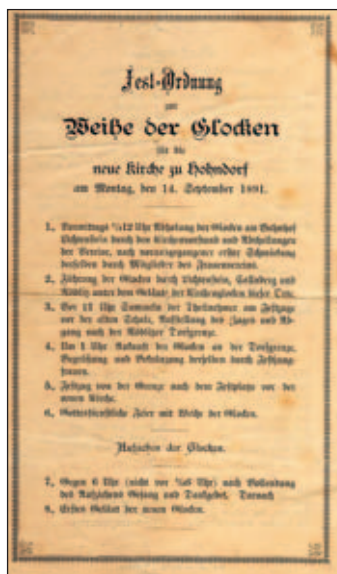 Fest-Ordnung
zur
Weihe der Glocken
für die
neue Kirche zu Hohndorf
am Montag, den 14. September 1891.
1. Vormittags ½12 Uhr Abholung der Glocken am Bahnhof
Lichtenstein durch den Kirchenvorstand und Abtheilungen
der Vereine, nach vorausgegangener erster Schmückung
derselben durch Mitglieder des Frauenvereins.
2. Führung der Glocken durch Lichtenstein, Callnberg und
Rödlitz unter dem Geläut der Kirchenglocken dieser Orte.
3. Vor 12 Uhr Sammeln der Theilnehmer am Festzuge
vor der alten Schule, Aufstellung des Zuges und Ab-
gang nach der Rödlitzer Dorfgrenze.
4. Um 1 Uhr Ankunft der Glocken an der Dorfgrenze,
Begrüßung und Bekränzung derselben durch Festjung-
frauen.
5. Festzug von der Grenze nach dem Festplatze vor der
neuen Kirche.
6. Gottesdienstliche Feier mit Weihe der Glocken.
Aufziehen der Glocken.
7. Gegen 6 Uhr (nicht vor ½6 Uhr) nach Vollendung
des Aufziehens Gesang und Dankgebet. Darnach
8. Erstes Geläut der neuen Glocken.